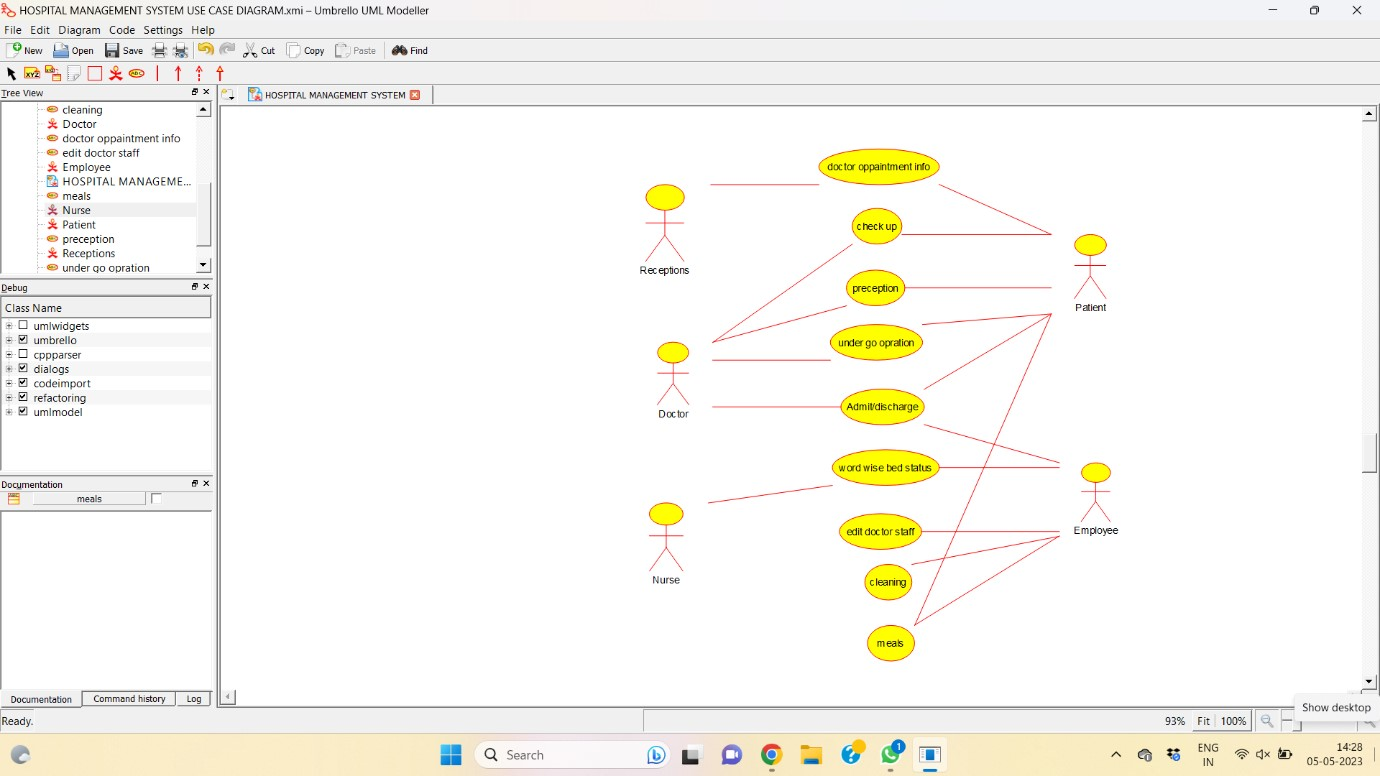 HOSPITAL MANAGEMENT SYSTEM USE CASE DIAGRAM.xmi – Umbrello UML Modeller
File Edit Diagram Code Settings Help
New Open Save Cut Copy Paste Find
XYZ ABC
Tree View
HOSPITAL MANAGEMENT SYSTEM
cleaning
Doctor
doctor oppaintment info
edit doctor staff
Employee
HOSPITAL MANAGEME...
meals
Nurse
Patient
preception
Receptions
under go opration
Debug
Class Name
umlwidgets
umbrello
cppparser
dialogs
codeimport
refactoring
umlmodel
Documentation
meals
Documentation Command history Log
doctor oppaintment info
check up
Receptions
preception
Patient
under go opration
Doctor
Admit/discharge
word wise bed status
edit doctor staff
Employee
cleaning
Nurse
meals
Show desktop
Ready.
93% Fit 100%
Search
1
ENG
IN
14:28
05-05-2023